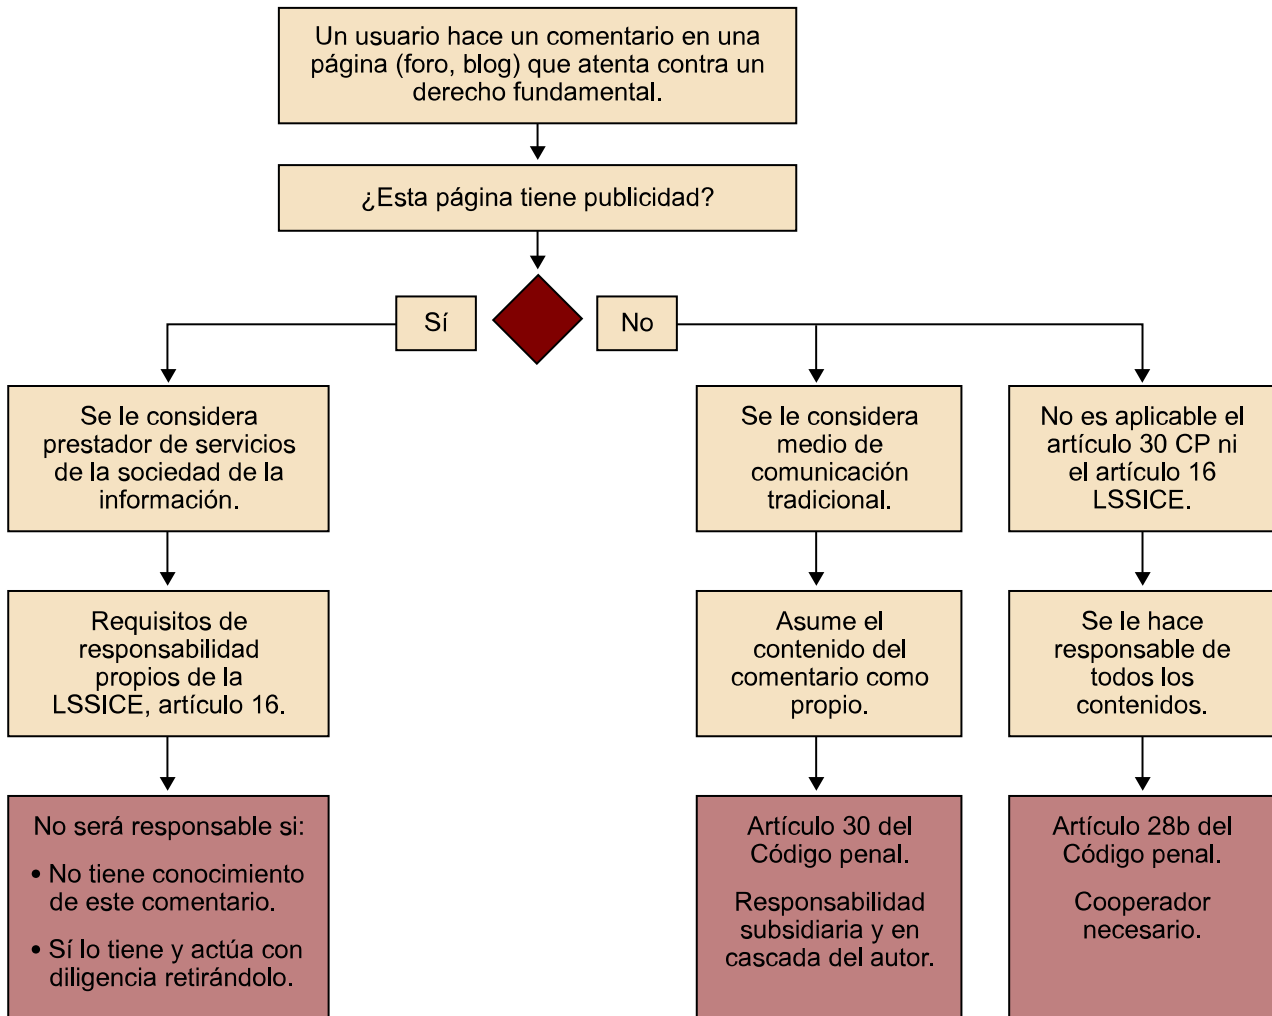 Un usuario hace un comentario en una
página (foro, blog) que atenta contra un
derecho fundamental.
¿Esta página tiene publicidad?
Sí
No
Se le considera
prestador de servicios
de la sociedad de la
información.
Se le considera
medio de
comunicación
tradicional.
No es aplicable el
artículo 30 CP ni
el artículo 16
LSSICE.
Requisitos de
responsabilidad
propios de la
LSSICE, artículo 16.
Asume el
contenido del
comentario como
propio.
Se le hace
responsable de
todos los
contenidos.
No será responsable si:
• No tiene conocimiento
de este comentario.
• Sí lo tiene y actúa con
diligencia retirándolo.
Artículo 30 del
Código penal.
Responsabilidad
subsidiaria y en
cascada del autor.
Artículo 28b del
Código penal.
Cooperador
necesario.